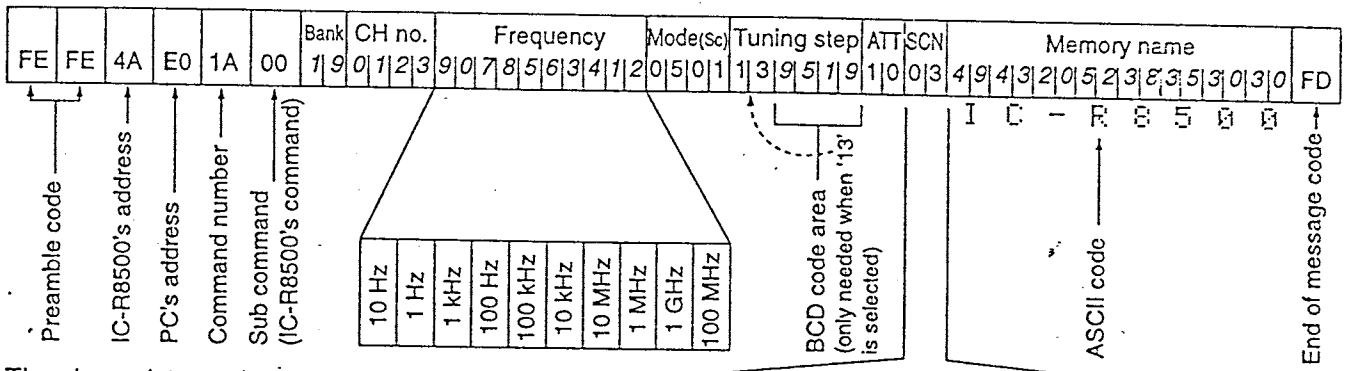 Bank CH no. Frequency Mode(Sc) Tuning step ATT SCN Memory name
FE FE 4A E0 1A 00 1|9 0|1|2|3 9|0|7|8|5|6|3|4|1|2 0|5|0|1 1|3|9|5|1|9 1|0 0|3 4|9|4|3|2|0|5|2|3|8|3|5|3|0|3|0 FD
I C - R 8 5 0 0
Preamble code
IC-R8500's address
PC's address
Command number
Sub command
(IC-R8500's command)
10 Hz
1 Hz
1 kHz
100 Hz
100 kHz
10 kHz
10 MHz
1 MHz
1 GHz
100 MHz
BCD code area
(only needed when '13'
is selected)
ASCII code
End of message code